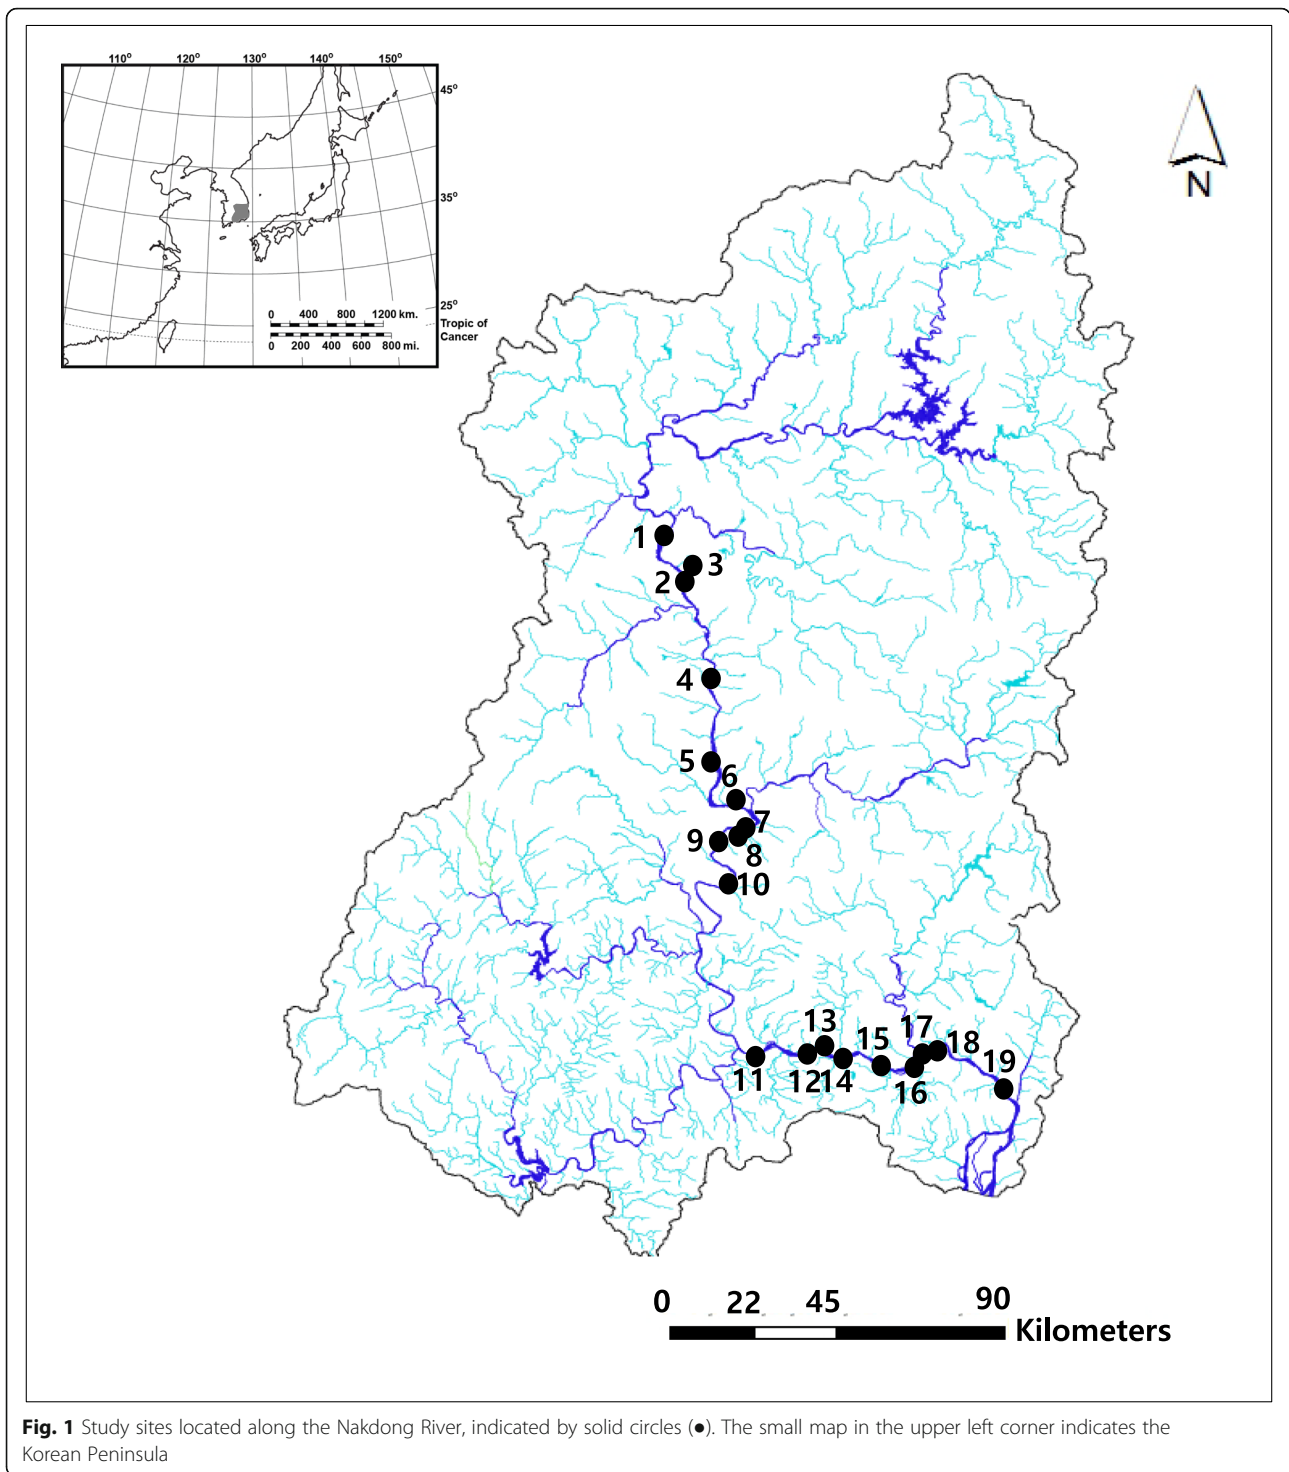 110° 120° 130° 140° 150°
45°
35°
25°
0 400 800 1200 km.
0 200 400 600 800 mi.
Tropic of
Cancer
N
1
3
2
4
5
6
7
9
8
10
13
17
18
15
19
11
12
14
16
0 22 45 90
Kilometers
Fig. 1 Study sites located along the Nakdong River, indicated by solid circles (●). The small map in the upper left corner indicates the
Korean Peninsula